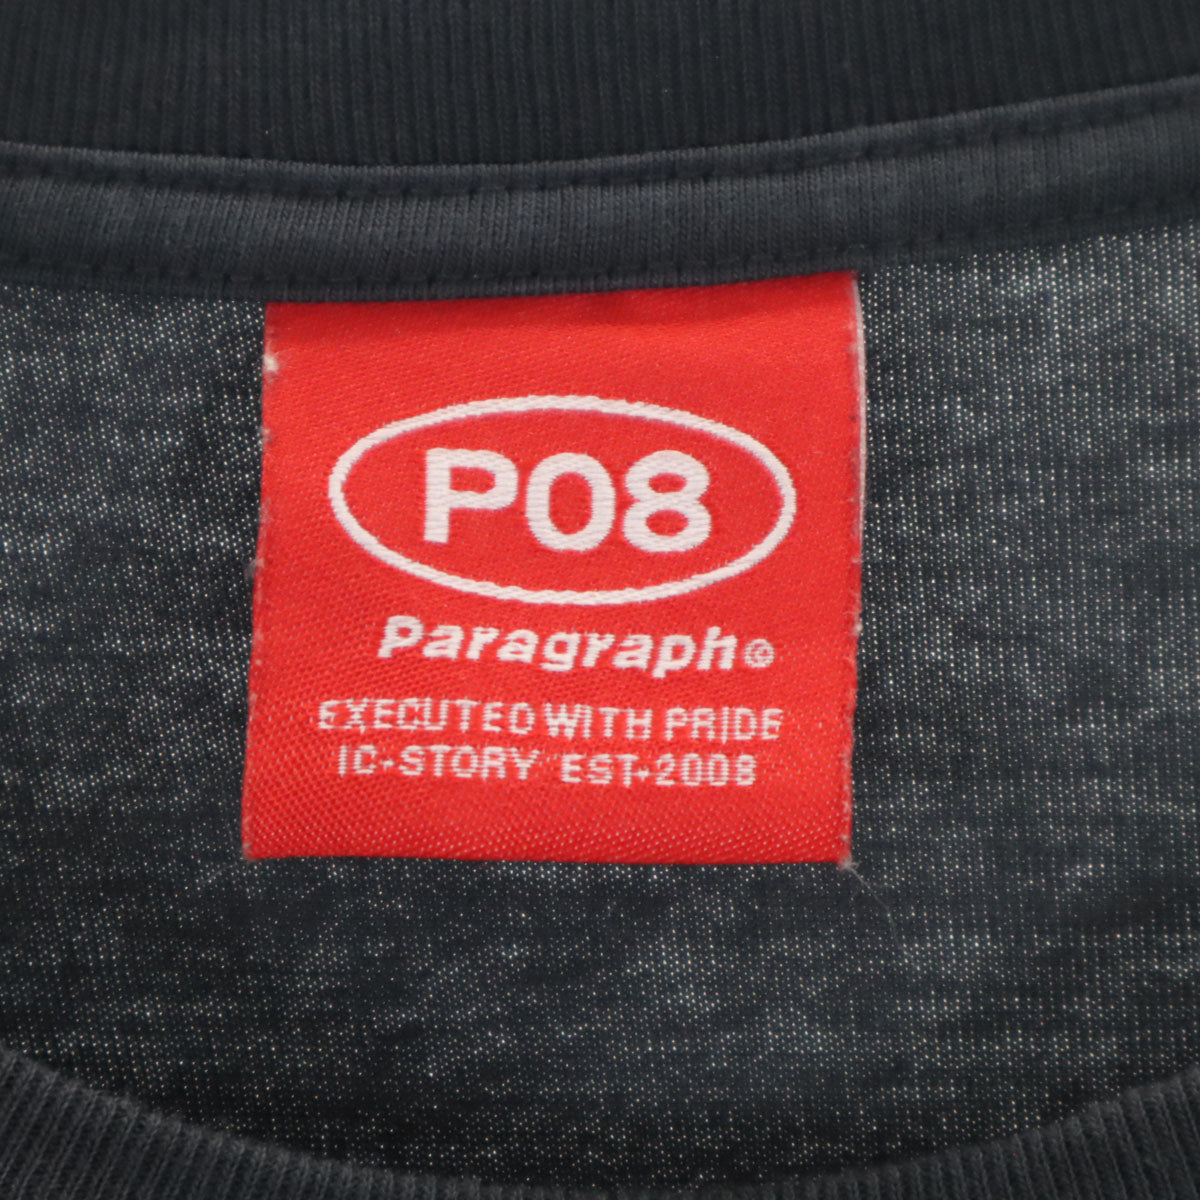 P08
Paragraph©
EXECUTED WITH PRIDE
IC-STORY EST-2008